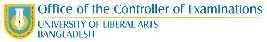 Office of the Controller of Examinations
UNIVERSITY OF LIBERAL ARTS
BANGLADESH